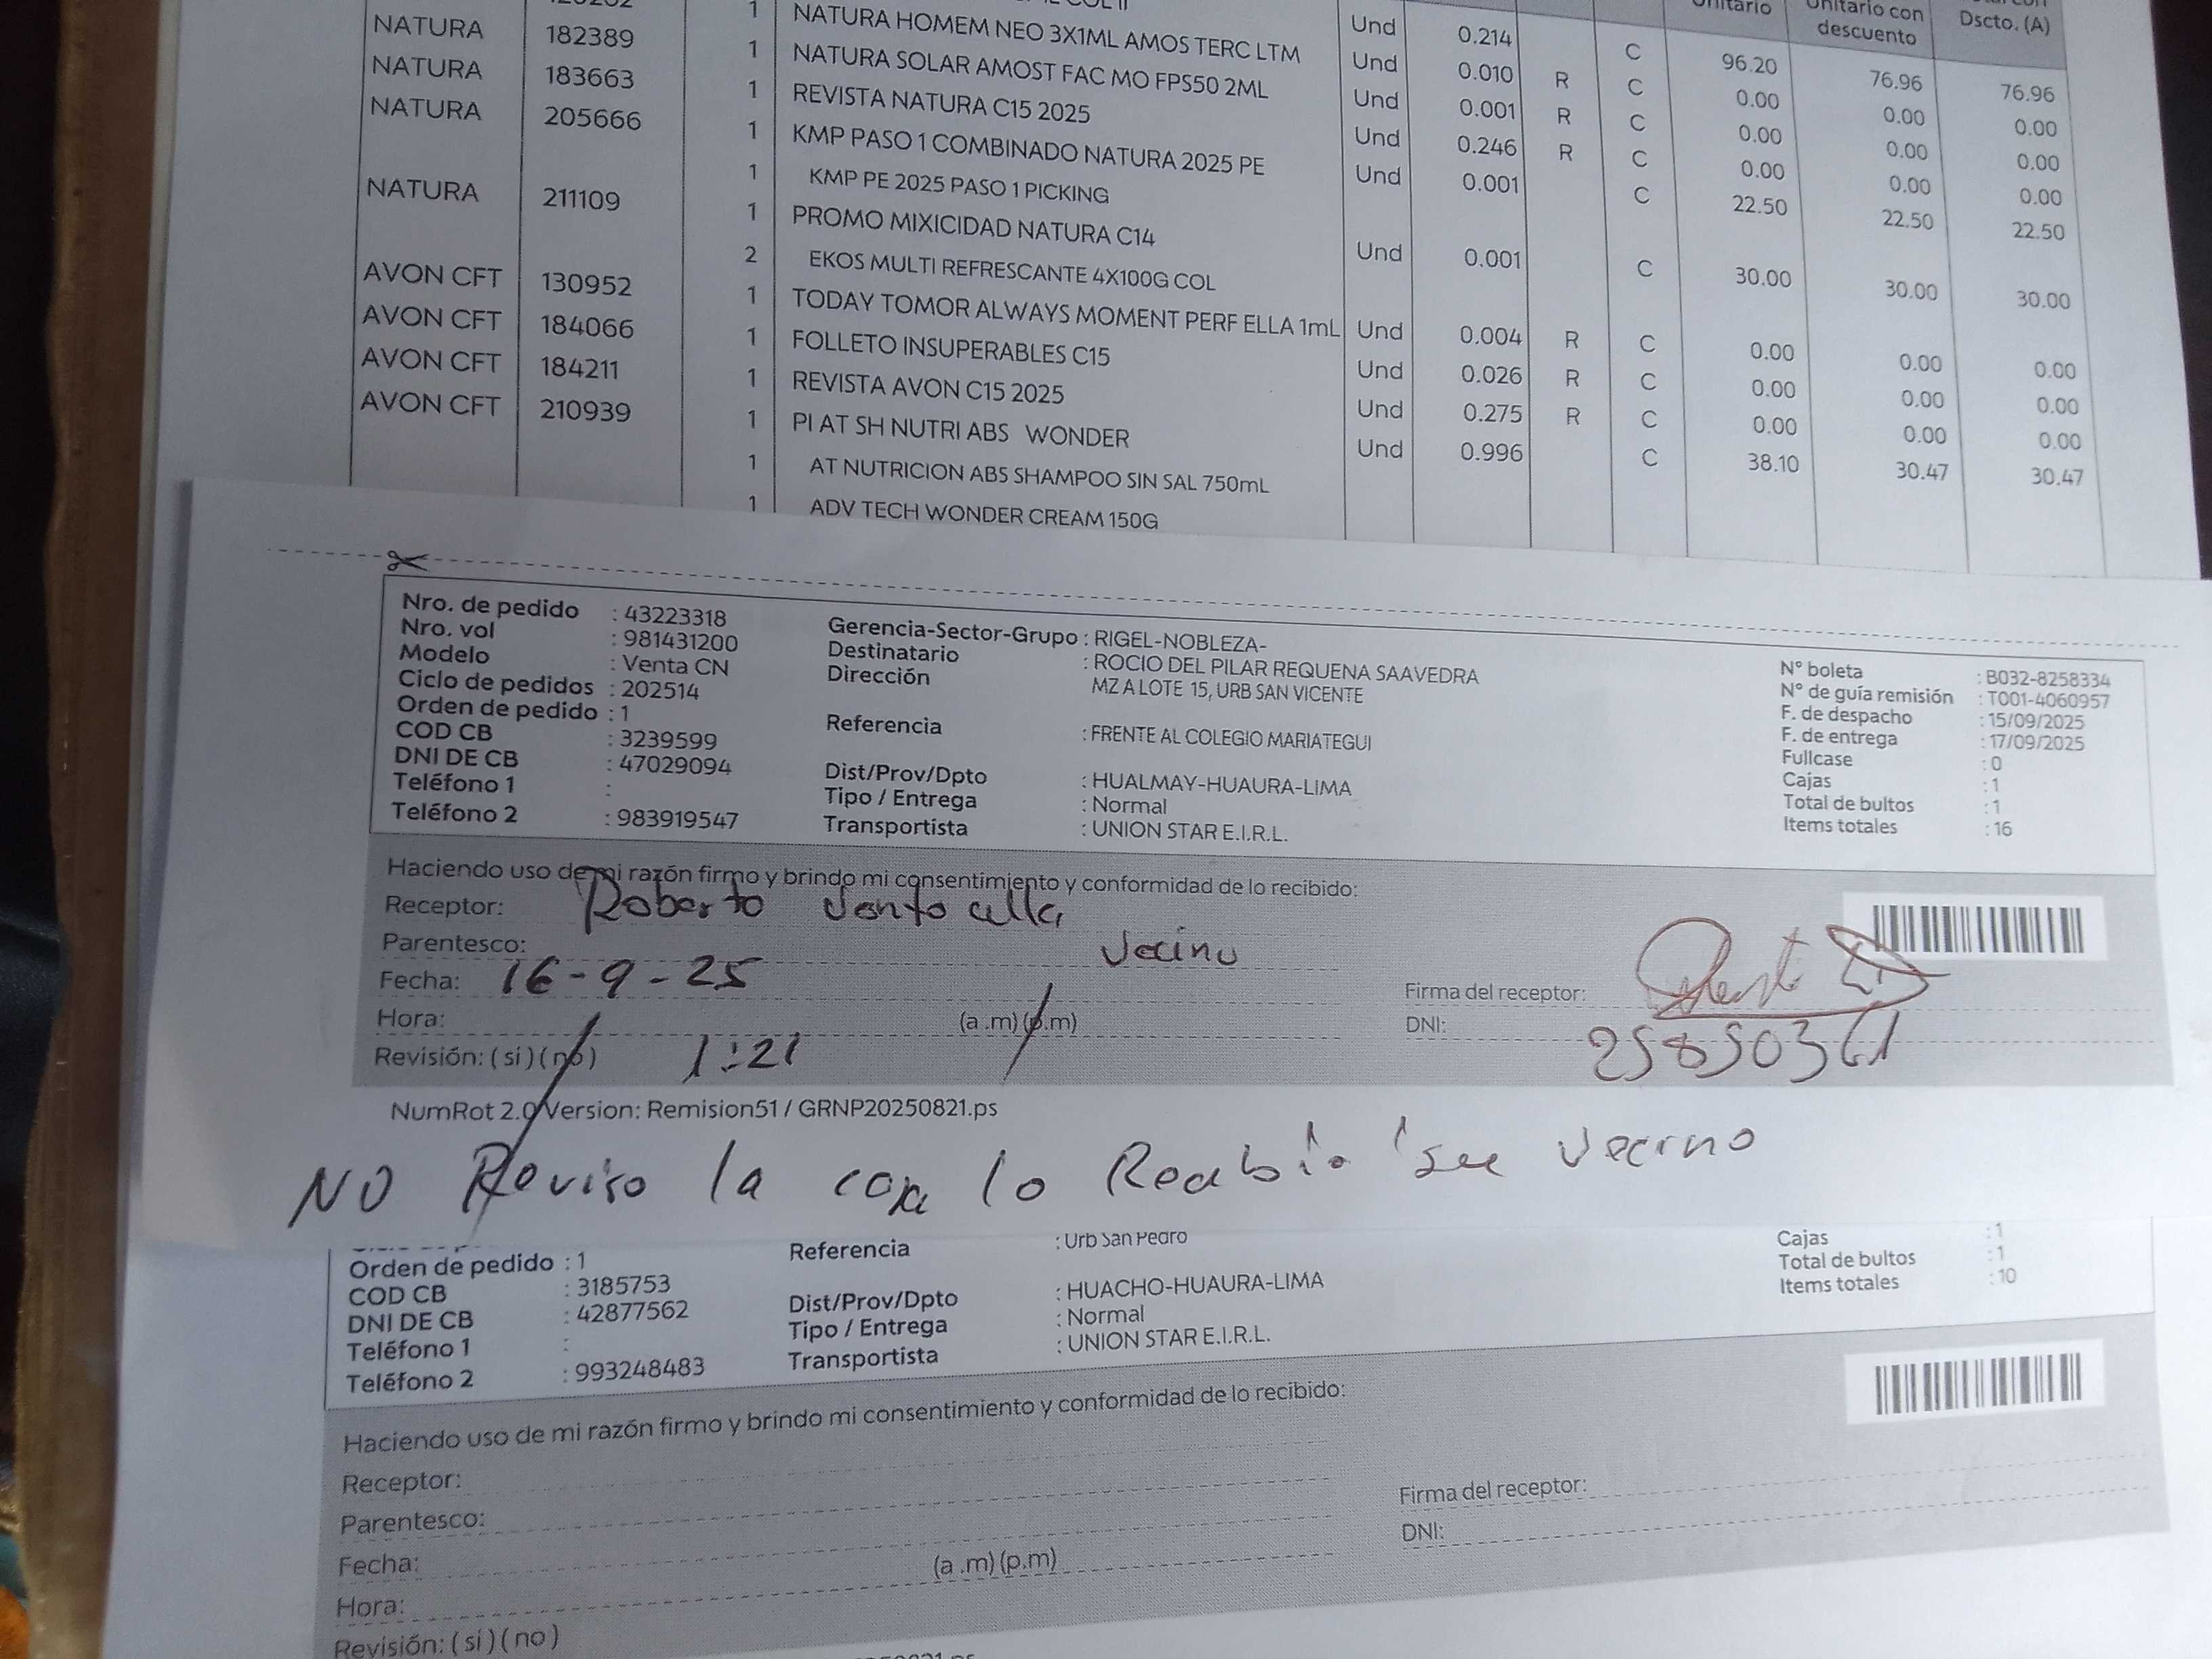 Unitario Unitario con descuento Dscto. (A)
NATURA 182389 1 NATURA HOMEM NEO 3X1ML AMOS TERC LTM Und 0.010 R C 0.00 0.00 0.00
NATURA 183663 1 NATURA SOLAR AMOST FAC MO FPS50 2ML Und 0.001 R C 0.00 0.00 0.00
NATURA 205666 1 REVISTA NATURA C15 2025 Und 0.246 R C 0.00 0.00 0.00
1 KMP PASO 1 COMBINADO NATURA 2025 PE Und 0.001 C 22.50 22.50 22.50
1 KMP PE 2025 PASO 1 PICKING
NATURA 211109 1 PROMO MIXICIDAD NATURA C14 Und 0.001 C 30.00 30.00 30.00
2 EKOS MULTI REFRESCANTE 4X100G COL
AVON CFT 130952 1 TODAY TOMOR ALWAYS MOMENT PERF ELLA 1mL Und 0.004 R C 0.00 0.00 0.00
AVON CFT 184066 1 FOLLETO INSUPERABLES C15 Und 0.026 R C 0.00 0.00 0.00
AVON CFT 184211 1 REVISTA AVON C15 2025 Und 0.275 R C 0.00 0.00 0.00
AVON CFT 210939 1 PI AT SH NUTRI ABS WONDER Und 0.996 C 38.10 30.47 30.47
1 AT NUTRICION ABS SHAMPOO SIN SAL 750mL
1 ADV TECH WONDER CREAM 150G
Und 0.214 C 96.20 76.96 76.96
Nro. de pedido : 43223318
Nro. vol : 981431200
Modelo : Venta CN
Ciclo de pedidos : 202514
Orden de pedido : 1
COD CB : 3239599
DNI DE CB : 47029094
Teléfono 1 :
Teléfono 2 : 983919547
Gerencia-Sector-Grupo : RIGEL-NOBLEZA-
Destinatario : ROCIO DEL PILAR REQUENA SAAVEDRA
Dirección MZ A LOTE 15, URB SAN VICENTE
Referencia : FRENTE AL COLEGIO MARIATEGUI
Dist/Prov/Dpto : HUALMAY-HUAURA-LIMA
Tipo / Entrega : Normal
Transportista : UNION STAR E.I.R.L.
N° boleta : B032-8258334
N° de guía remisión : T001-4060957
F. de despacho : 15/09/2025
F. de entrega : 17/09/2025
Fullcase : 0
Cajas : 1
Total de bultos : 1
Items totales : 16
Haciendo uso de mi razón firmo y brindo mi consentimiento y conformidad de lo recibido:
Receptor: Roberto
Parentesco: Vecino
Fecha: 16-9-25
Hora: 1:21 (a.m) (p.m)
Revisión: (si) (no)
Firma del receptor:
DNI: 25850361
NumRot 2.0 Version: Remision51 / GRNP20250821.ps
NO Reviso la caja lo Recibio su vecino
Orden de pedido : 1
COD CB : 3185753
DNI DE CB : 42877562
Teléfono 1 :
Teléfono 2 : 993248483
Referencia : Urb San Pedro
Dist/Prov/Dpto : HUACHO-HUAURA-LIMA
Tipo / Entrega : Normal
Transportista : UNION STAR E.I.R.L.
Cajas : 1
Total de bultos : 1
Items totales : 10
Haciendo uso de mi razón firmo y brindo mi consentimiento y conformidad de lo recibido:
Receptor:
Parentesco:
Fecha:
Hora: (a.m) (p.m)
Revisión: (si) (no)
Firma del receptor:
DNI: